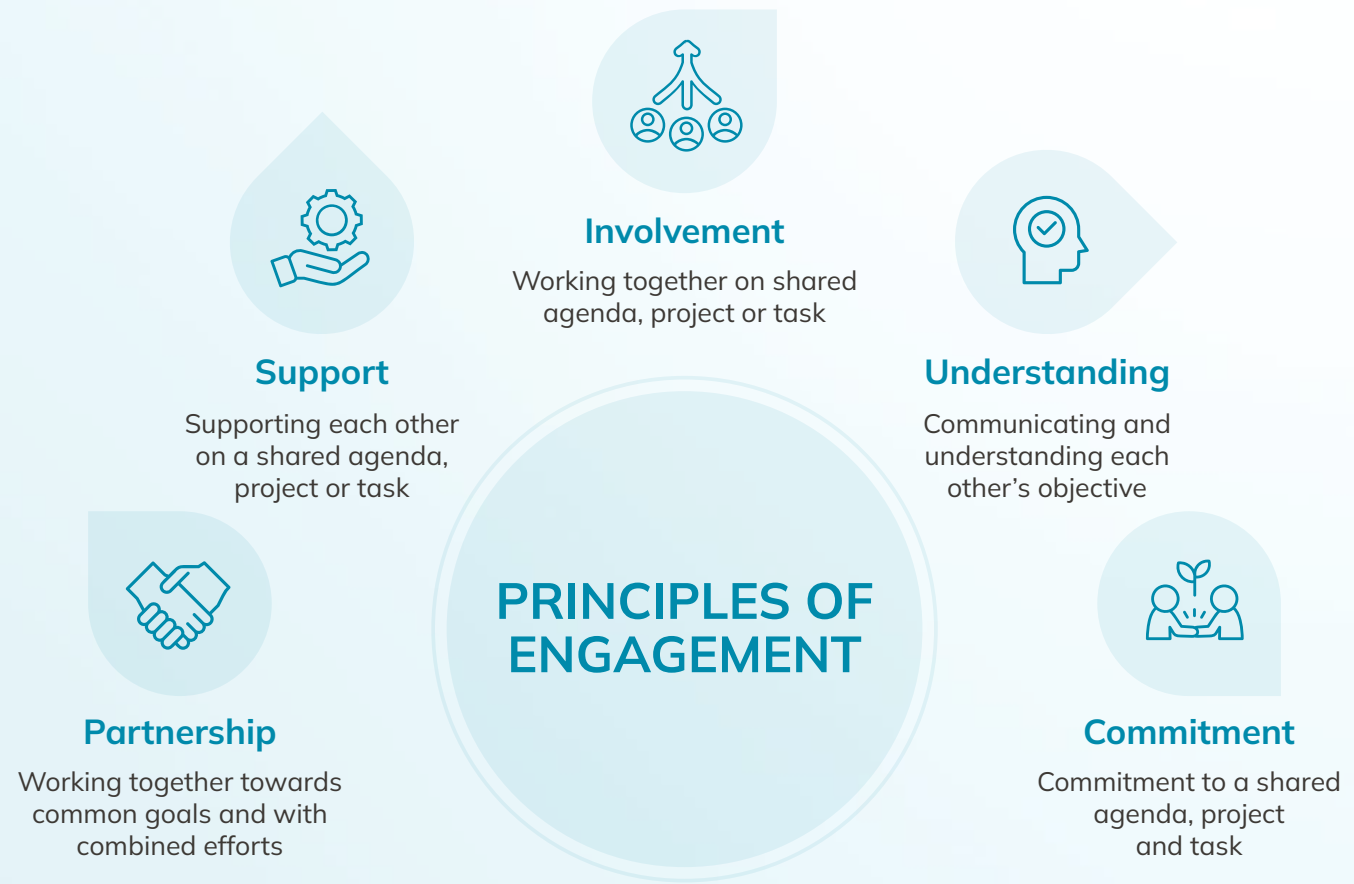 Involvement
Working together on shared
agenda, project or task
Support
Supporting each other
on a shared agenda,
project or task
Understanding
Communicating and
understanding each
other’s objective
PRINCIPLES OF
ENGAGEMENT
Partnership
Working together towards
common goals and with
combined efforts
Commitment
Commitment to a shared
agenda, project
and task